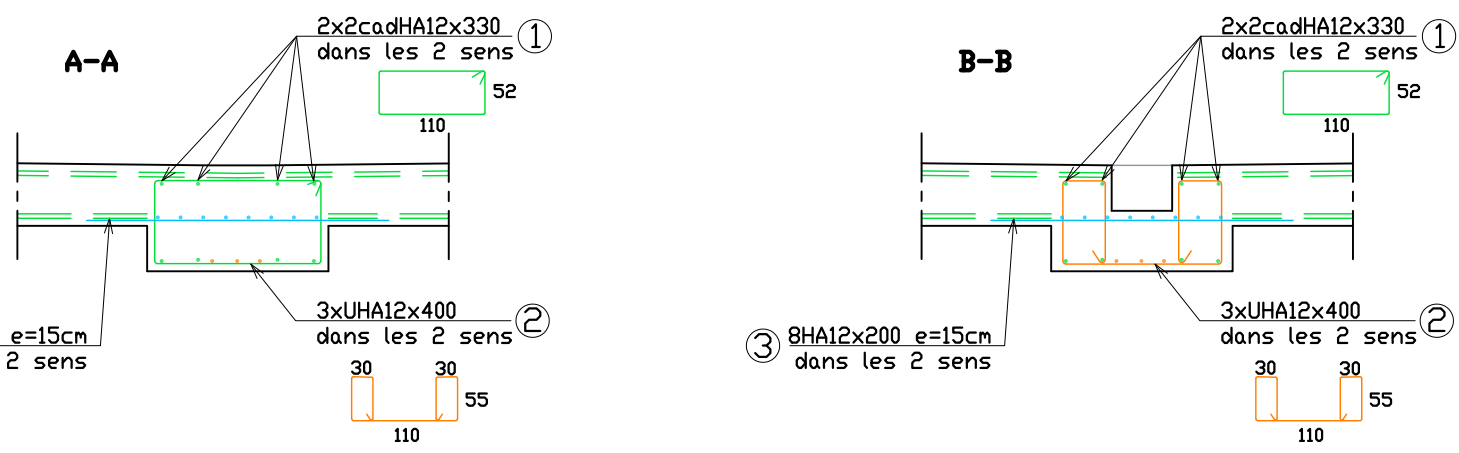 A-A
2x2cadHA12x330
dans les 2 sens
1
52
110
e=15cm
2 sens
3xUHA12x400
dans les 2 sens
2
30 30
55
110
B-B
2x2cadHA12x330
dans les 2 sens
1
52
110
3
8HA12x200 e=15cm
dans les 2 sens
3xUHA12x400
dans les 2 sens
2
30 30
55
110